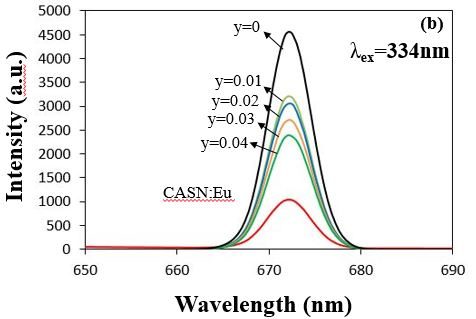 (b)
λex=334nm
y=0
y=0.01
y=0.02
y=0.03
y=0.04
CASN:Eu
Intensity (a.u.)
5000
4500
4000
3500
3000
2500
2000
1500
1000
500
0
650 660 670 680 690
Wavelength (nm)